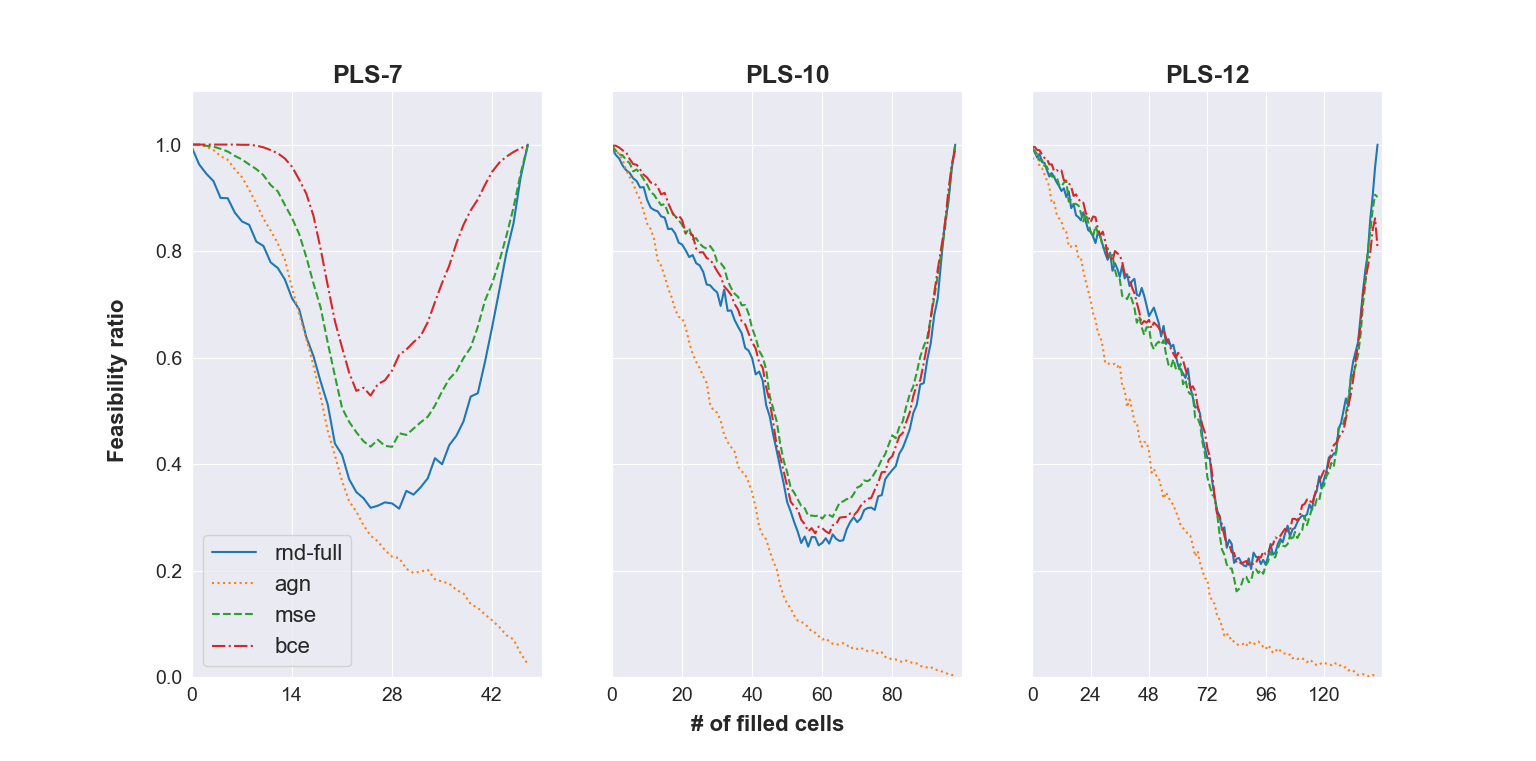 PLS-7
PLS-10
PLS-12
Feasibility ratio
1.0
0.8
0.6
0.4
0.2
0.0
rnd-full
agn
mse
bce
0 14 28 42
0 20 40 60 80
0 24 48 72 96 120
# of filled cells